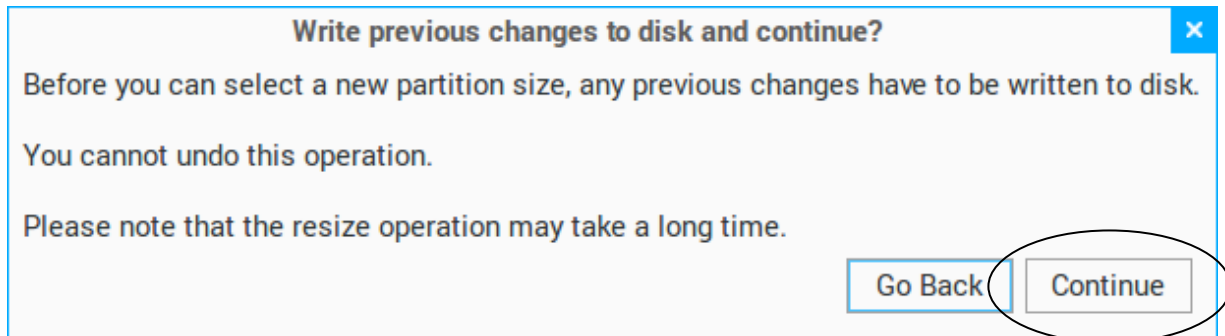 Write previous changes to disk and continue?
Before you can select a new partition size, any previous changes have to be written to disk.
You cannot undo this operation.
Please note that the resize operation may take a long time.
Go Back Continue